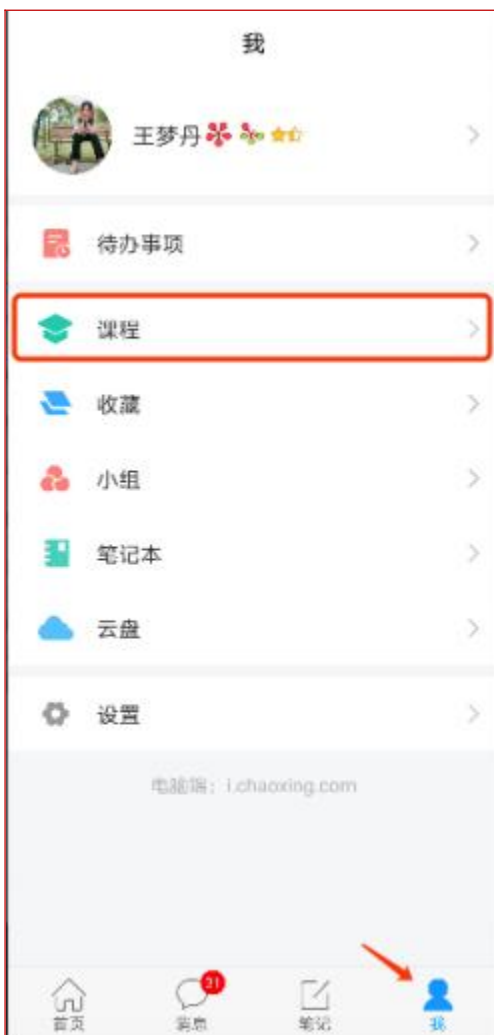 我
王梦丹
待办事项
课程
收藏
小组
笔记本
云盘
设置
电脑端：i.chaoxing.com
31
首页
消息
笔记
我